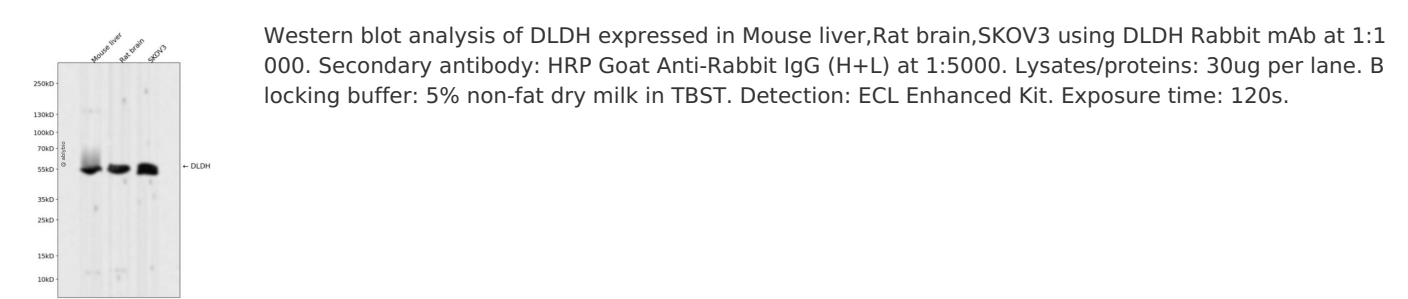 Mouse liver
Rat brain
SKOV3
Western blot analysis of DLDH expressed in Mouse liver,Rat brain,SKOV3 using DLDH Rabbit mAb at 1:1
000. Secondary antibody: HRP Goat Anti-Rabbit IgG (H+L) at 1:5000. Lysates/proteins: 30ug per lane. B
locking buffer: 5% non-fat dry milk in TBST. Detection: ECL Enhanced Kit. Exposure time: 120s.
250kD
130kD
100kD
70kD
55kD
← DLDH
35kD
25kD
15kD
10kD